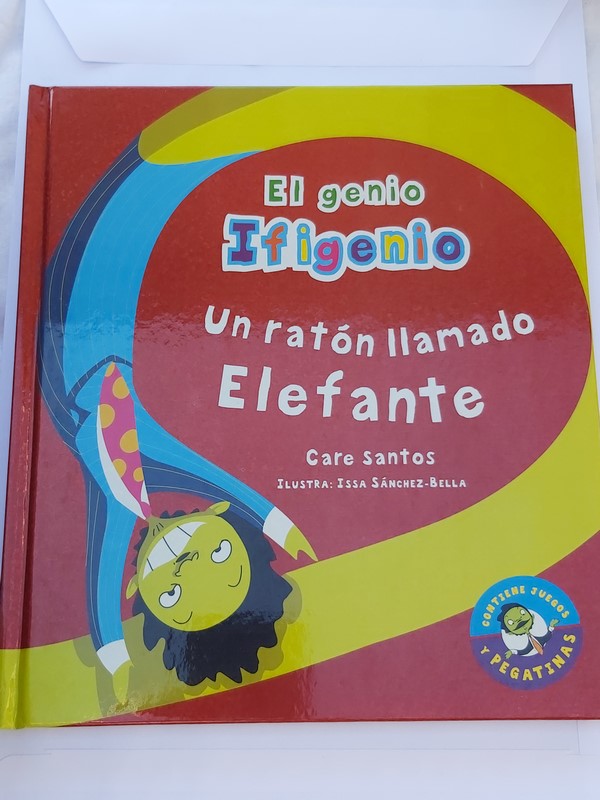 El genio
Ifigenio
Un ratón llamado
Elefante
Care Santos
Ilustra: Issa Sánchez-Bella
CONTIENE JUEGOS
Y PEGATINAS